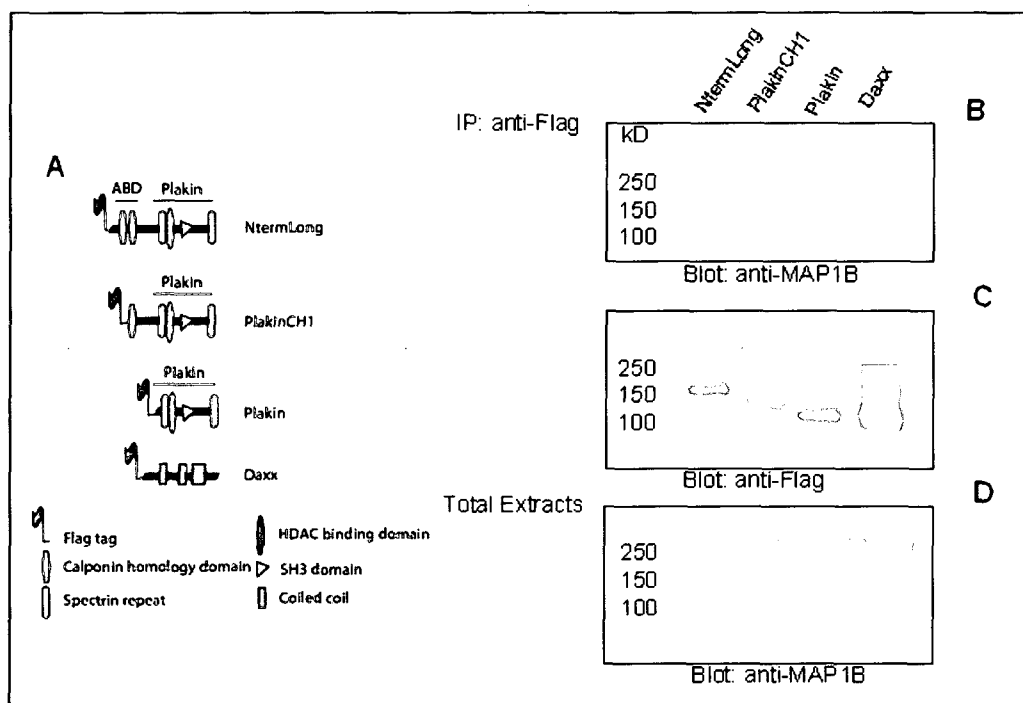 A
ABD Plakin
NtermLong
Plakin
PlakinCH1
Plakin
Plakin
Daxx
Flag tag
HDAC binding domain
Calponin homology domain
SH3 domain
Spectrin repeat
Coiled coil
NtermLong
PlakinCH1
Plakin
Daxx
B
IP: anti-Flag
kD
250
150
100
Blot: anti-MAP1B
C
250
150
100
Blot: anti-Flag
D
Total Extracts
250
150
100
Blot: anti-MAP1B